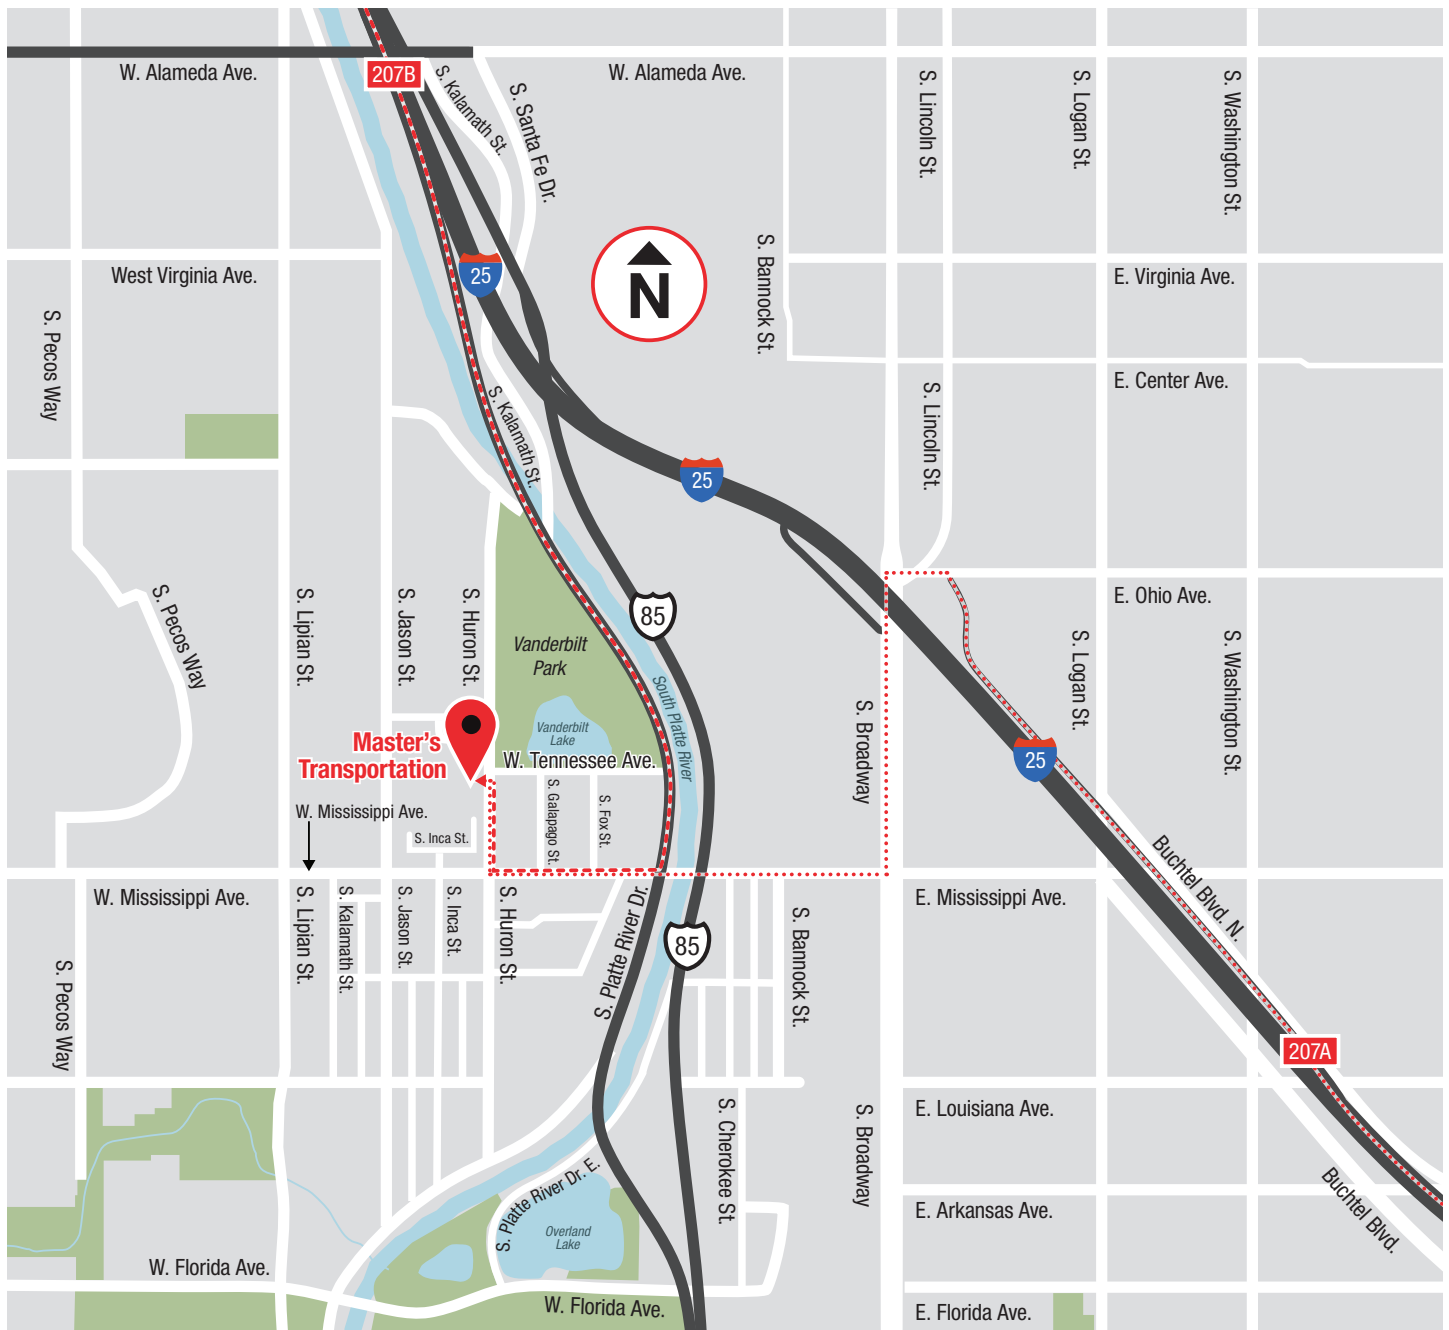 W. Alameda Ave.
207B
S. Kalamath St.
S. Santa Fe Dr.
W. Alameda Ave.
S. Lincoln St.
S. Logan St.
S. Washington St.
West Virginia Ave.
25
N
S. Bannock St.
E. Virginia Ave.
S. Pecos Way
S. Kalamath St.
S. Lincoln St.
E. Center Ave.
25
S. Pecos Way
S. Lipian St.
S. Jason St.
S. Huron St.
Vanderbilt
Park
85
E. Ohio Ave.
S. Logan St.
S. Washington St.
South Platte River
S. Broadway
Vanderbilt
Lake
Master's
Transportation
W. Tennessee Ave.
25
W. Mississippi Ave.
S. Inca St.
S. Galapago St.
S. Fox St.
Buchtel Blvd. N.
W. Mississippi Ave.
S. Lipian St.
S. Kalamath St.
S. Jason St.
S. Inca St.
S. Huron St.
S. Platte River Dr.
85
S. Bannock St.
E. Mississippi Ave.
S. Pecos Way
207A
S. Cherokee St.
S. Broadway
E. Louisiana Ave.
S. Platte River Dr. E.
Overland
Lake
E. Arkansas Ave.
Buchtel Blvd.
W. Florida Ave.
W. Florida Ave.
E. Florida Ave.